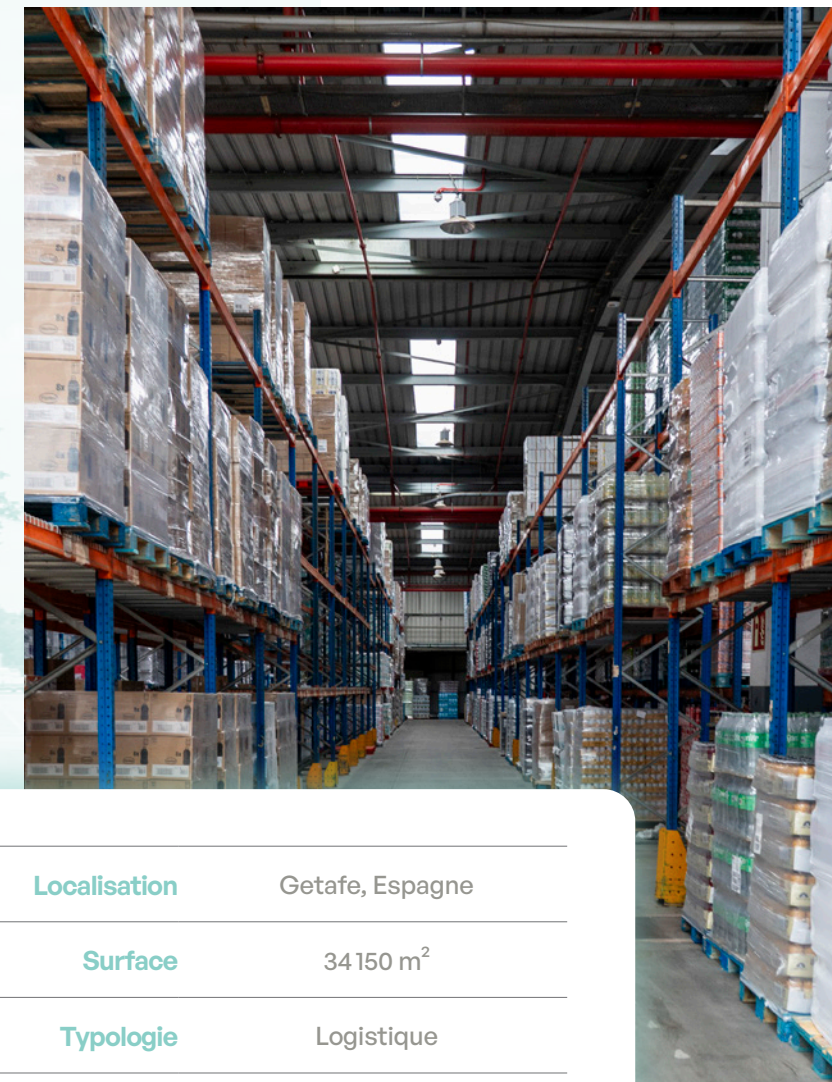 Localisation Getafe, Espagne
Surface 34 150 m²
Typologie Logistique